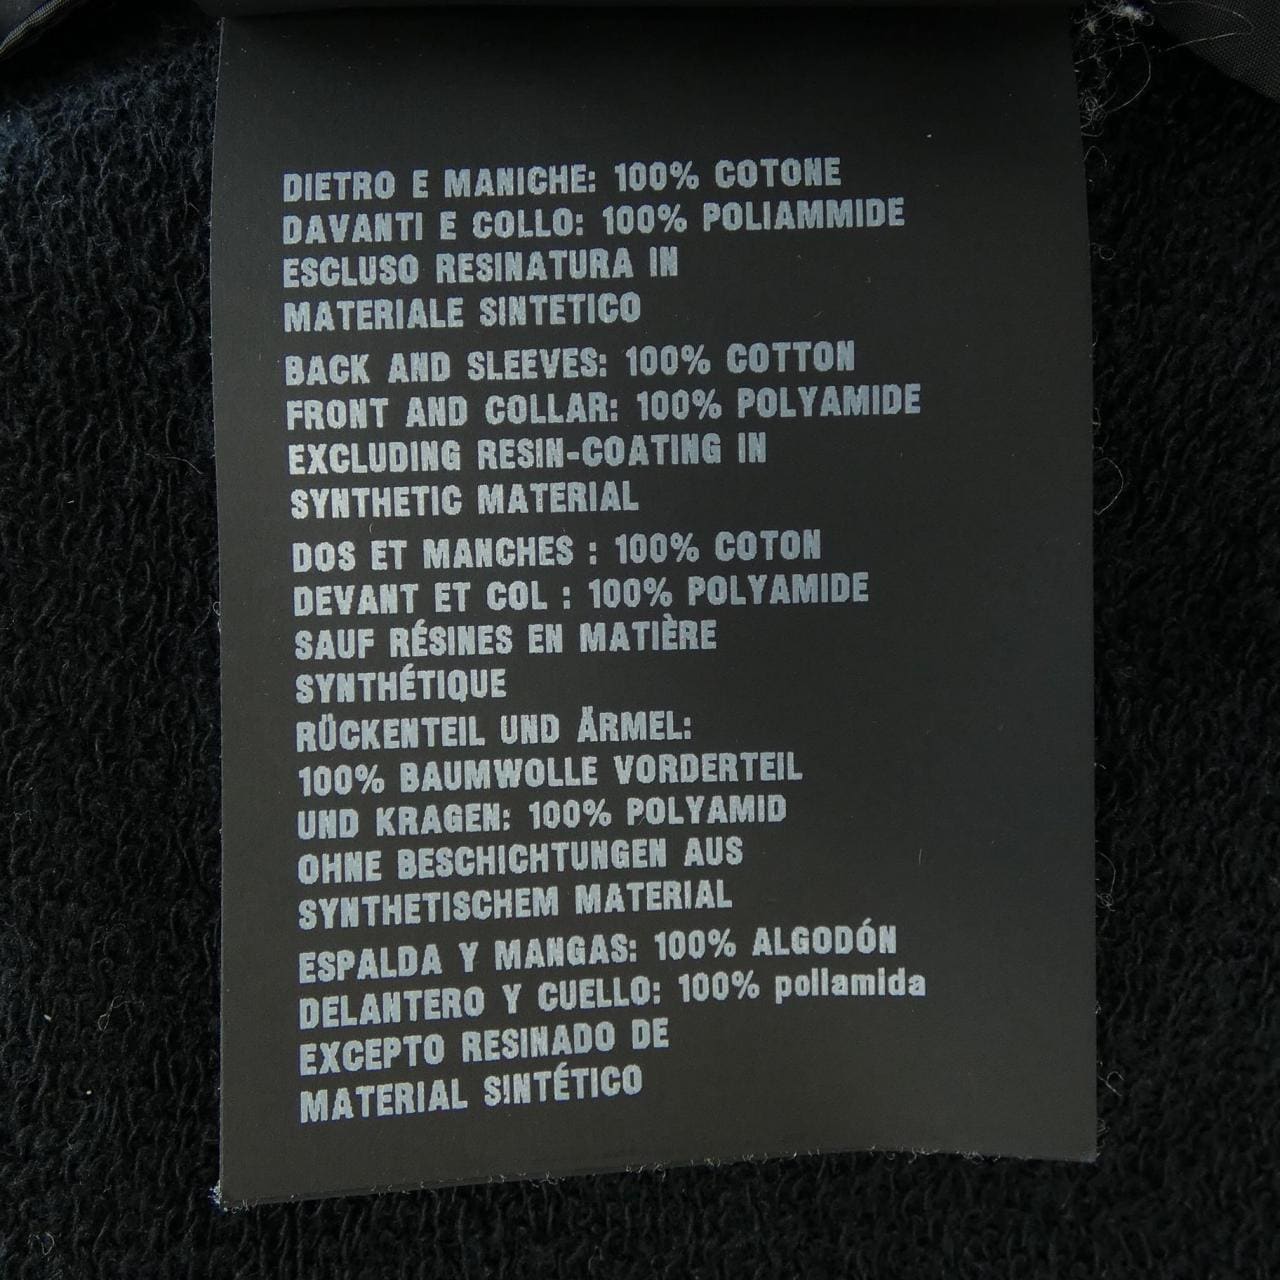 DIETRO E MANICHE: 100% COTONE
DAVANTI E COLLO: 100% POLIAMMIDE
ESCLUSO RESINATURA IN
MATERIALE SINTETICO
BACK AND SLEEVES: 100% COTTON
FRONT AND COLLAR: 100% POLYAMIDE
EXCLUDING RESIN-COATING IN
SYNTHETIC MATERIAL
DOS ET MANCHES : 100% COTON
DEVANT ET COL : 100% POLYAMIDE
SAUF RÉSINES EN MATIÈRE
SYNTHÉTIQUE
RÜCKENTEIL UND ÄRMEL:
100% BAUMWOLLE VORDERTEIL
UND KRAGEN: 100% POLYAMID
OHNE BESCHICHTUNGEN AUS
SYNTHETISCHEM MATERIAL
ESPALDA Y MANGAS: 100% ALGODÓN
DELANTERO Y CUELLO: 100% poliamida
EXCEPTO RESINADO DE
MATERIAL SINTÉTICO